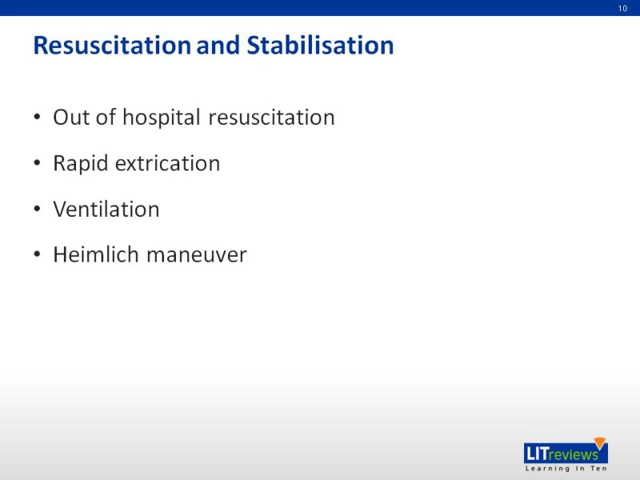 10
Resuscitation and Stabilisation
• Out of hospital resuscitation
• Rapid extrication
• Ventilation
• Heimlich maneuver
LITreviews
Learning In Ten